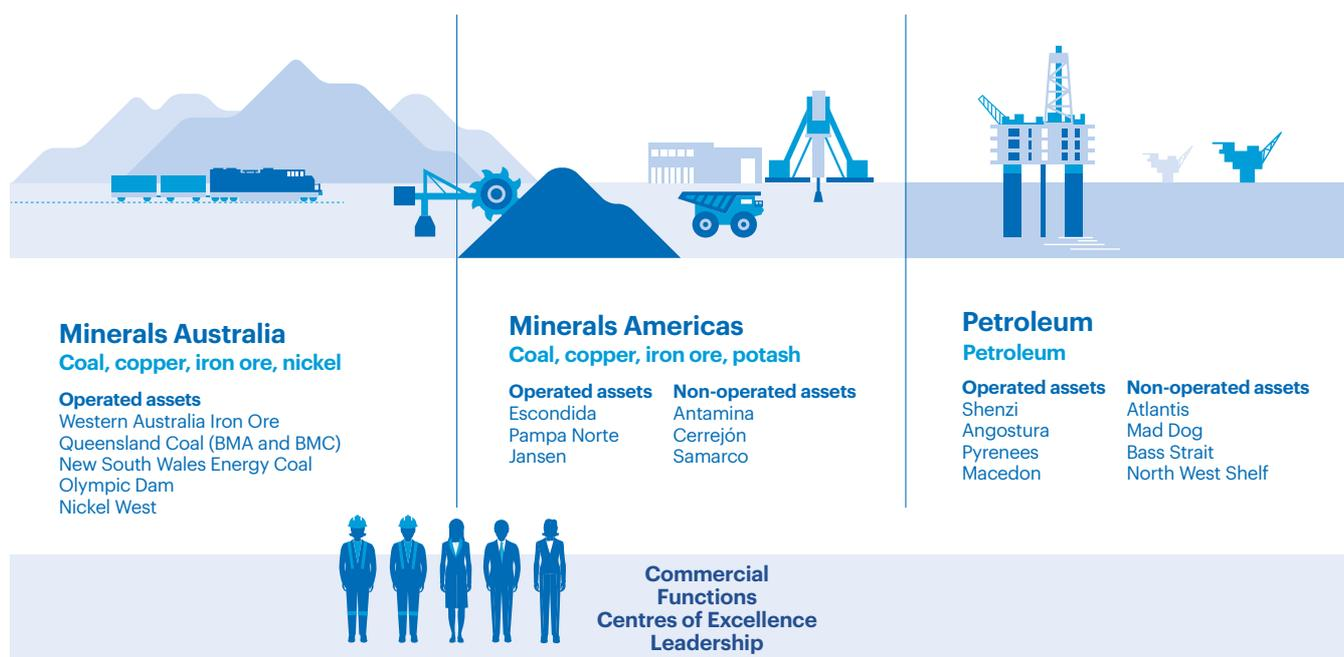 Minerals Australia
Coal, copper, iron ore, nickel
Operated assets
Western Australia Iron Ore
Queensland Coal (BMA and BMC)
New South Wales Energy Coal
Olympic Dam
Nickel West
Minerals Americas
Coal, copper, iron ore, potash
Operated assets
Escondida
Pampa Norte
Jansen
Non-operated assets
Antamina
Cerrejón
Samarco
Petroleum
Petroleum
Operated assets
Shenzi
Angostura
Pyrenees
Macedon
Non-operated assets
Atlantis
Mad Dog
Bass Strait
North West Shelf
Commercial
Functions
Centres of Excellence
Leadership